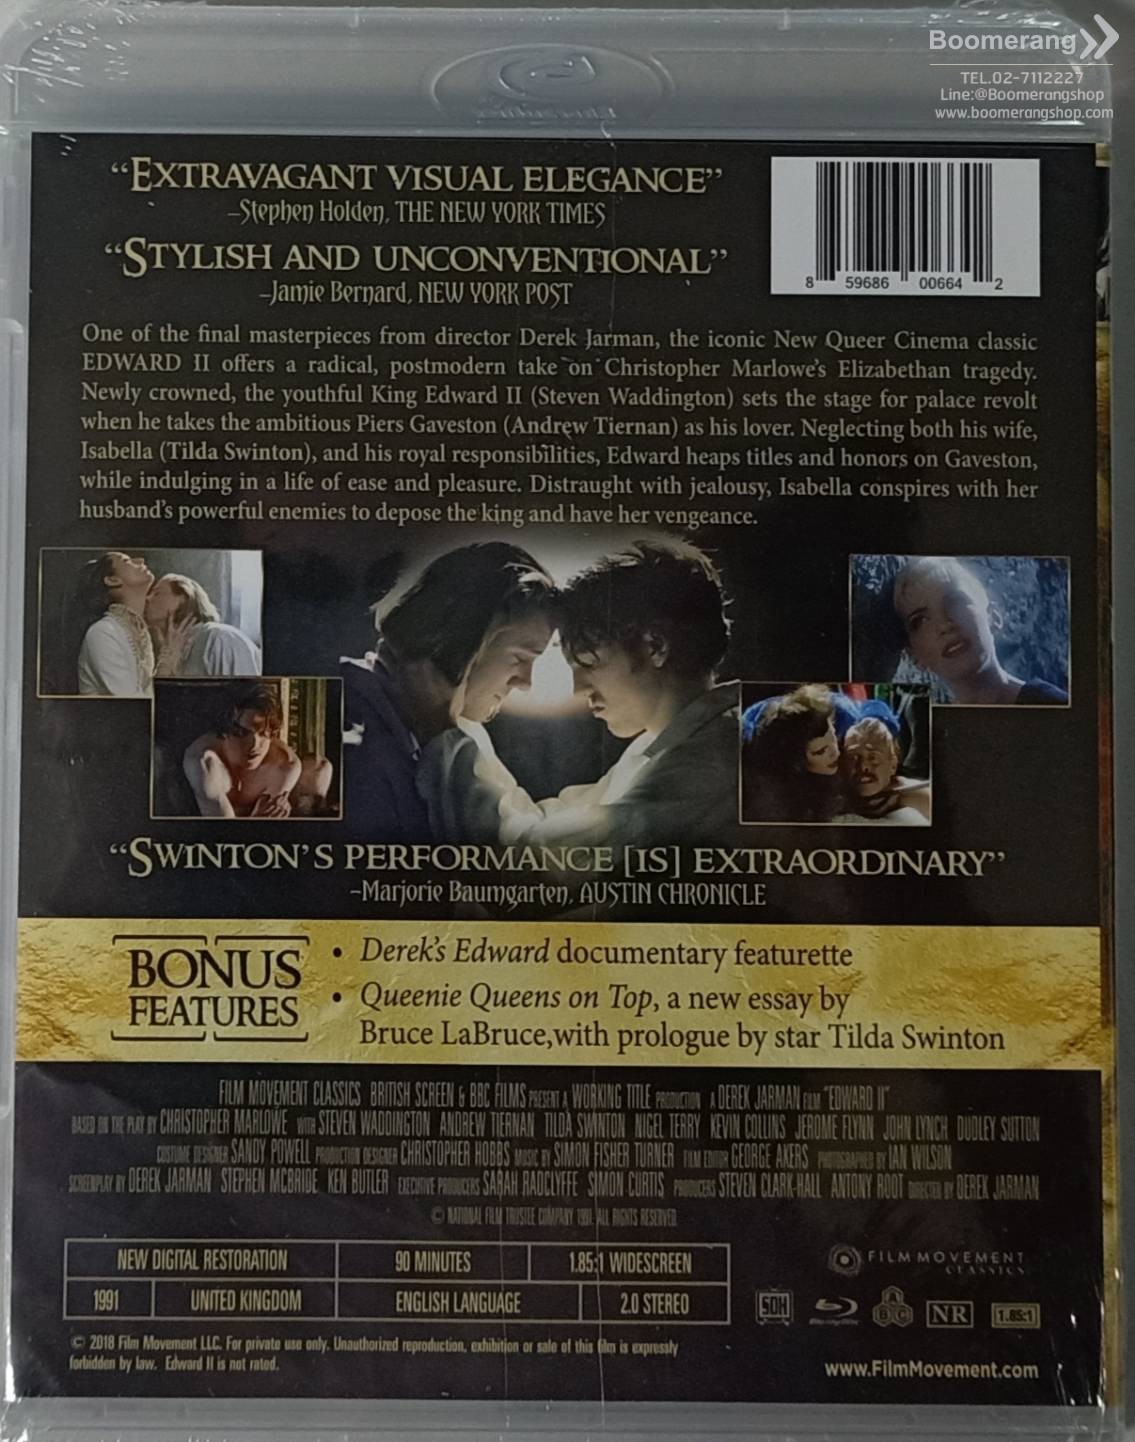 Boomerang
TEL.02-7112227
Line:@Boomerangshop
www.boomerangshop.com
“EXTRAVAGANT VISUAL ELEGANCE”
–Stephen Holden, THE NEW YORK TIMES
“STYLISH AND UNCONVENTIONAL”
–Jamie Bernard, NEW YORK POST
8 59686 00664 2
One of the final masterpieces from director Derek Jarman, the iconic New Queer Cinema classic
EDWARD II offers a radical, postmodern take on Christopher Marlowe's Elizabethan tragedy.
Newly crowned, the youthful King Edward II (Steven Waddington) sets the stage for palace revolt
when he takes the ambitious Piers Gaveston (Andrew Tiernan) as his lover. Neglecting both his wife,
Isabella (Tilda Swinton), and his royal responsibilities, Edward heaps titles and honors on Gaveston,
while indulging in a life of ease and pleasure. Distraught with jealousy, Isabella conspires with her
husband's powerful enemies to depose the king and have her vengeance.
“SWINTON'S PERFORMANCE [IS] EXTRAORDINARY”
–Marjorie Baumgarten, AUSTIN CHRONICLE
BONUS
FEATURES
• Derek's Edward documentary featurette
• Queenie Queens on Top, a new essay by
Bruce LaBruce,with prologue by star Tilda Swinton
FILM MOVEMENT CLASSICS BRITISH SCREEN & BBC FILMS PRESENT A WORKING TITLE PRODUCTION A DEREK JARMAN FILM "EDWARD II"
BASED ON THE PLAY BY CHRISTOPHER MARLOWE WITH STEVEN WADDINGTON ANDREW TIERNAN TILDA SWINTON NIGEL TERRY KEVIN COLLINS JEROME FLYNN JOHN LYNCH DUDLEY SUTTON
COSTUME DESIGNER SANDY POWELL PRODUCTION DESIGNER CHRISTOPHER HOBBS MUSIC BY SIMON FISHER TURNER FILM EDITOR GEORGE AKERS PHOTOGRAPHED BY IAN WILSON
SCREENPLAY BY DEREK JARMAN STEPHEN MCBRIDE KEN BUTLER EXECUTIVE PRODUCERS SARAH RADCLYFFE SIMON CURTIS PRODUCERS STEVEN CLARK-HALL ANTONY ROOT DIRECTED BY DEREK JARMAN
© NATIONAL FILM TRUSTEE COMPANY 1991. ALL RIGHTS RESERVED
NEW DIGITAL RESTORATION 90 MINUTES 1.85:1 WIDESCREEN
1991 UNITED KINGDOM ENGLISH LANGUAGE 2.0 STEREO
FILM MOVEMENT
CLASSICS
SDH Blu-ray Disc A B C NR 1.85:1
© 2018 Film Movement LLC. For private use only. Unauthorized reproduction, exhibition or sale of this film is expressly
forbidden by law. Edward II is not rated.
www.FilmMovement.com